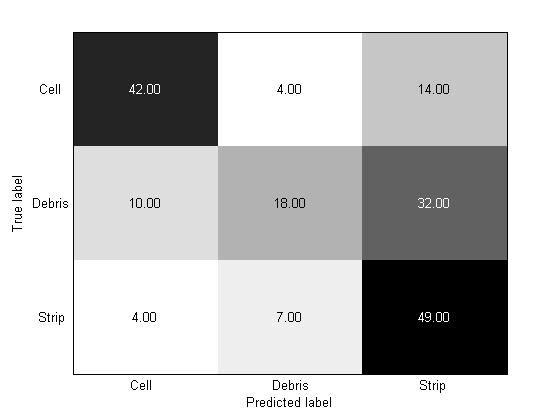 Cell 42.00 4.00 14.00
True label
Debris 10.00 18.00 32.00
Strip 4.00 7.00 49.00
Cell Debris Strip
Predicted label